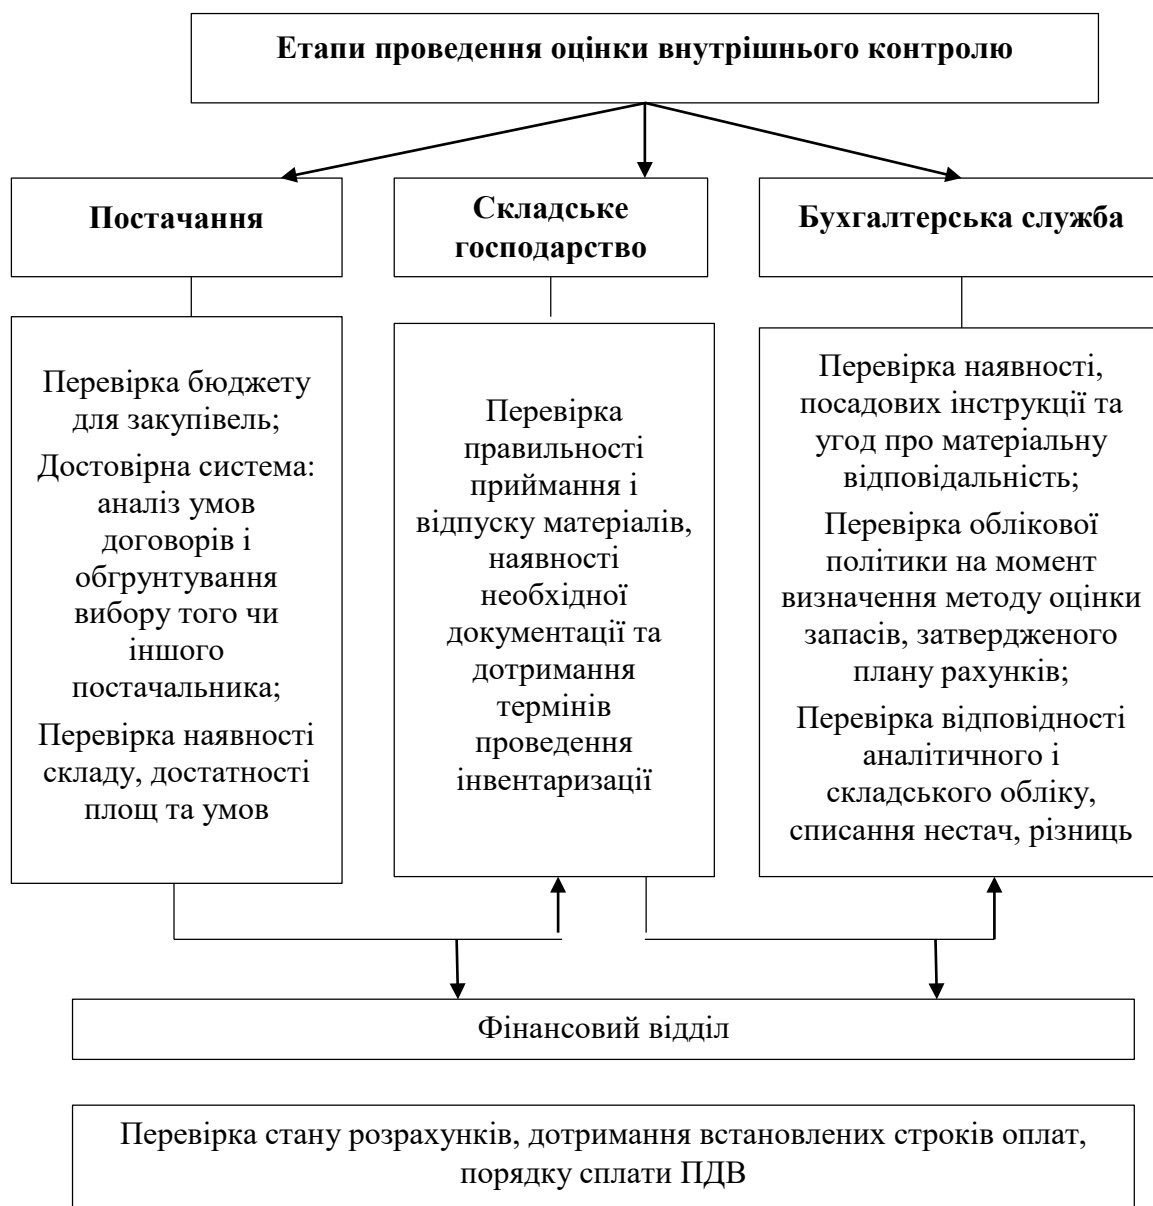 Етапи проведення оцінки внутрішнього контролю
Постачання
Складське
господарство
Бухгалтерська служба
Перевірка бюджету
для закупівель;
Достовірна система:
аналіз умов
договорів і
обгрунтування
вибору того чи
іншого
постачальника;
Перевірка наявності
складу, достатності
площ та умов
Перевірка
правильності
приймання і
відпуску матеріалів,
наявності
необхідної
документації та
дотримання
термінів
проведення
інвентаризації
Перевірка наявності,
посадових інструкції та
угод про матеріальну
відповідальність;
Перевірка облікової
політики на момент
визначення методу оцінки
запасів, затвердженого
плану рахунків;
Перевірка відповідності
аналітичного і
складського обліку,
списання нестач, різниць
Фінансовий відділ
Перевірка стану розрахунків, дотримання встановлених строків оплат,
порядку сплати ПДВ